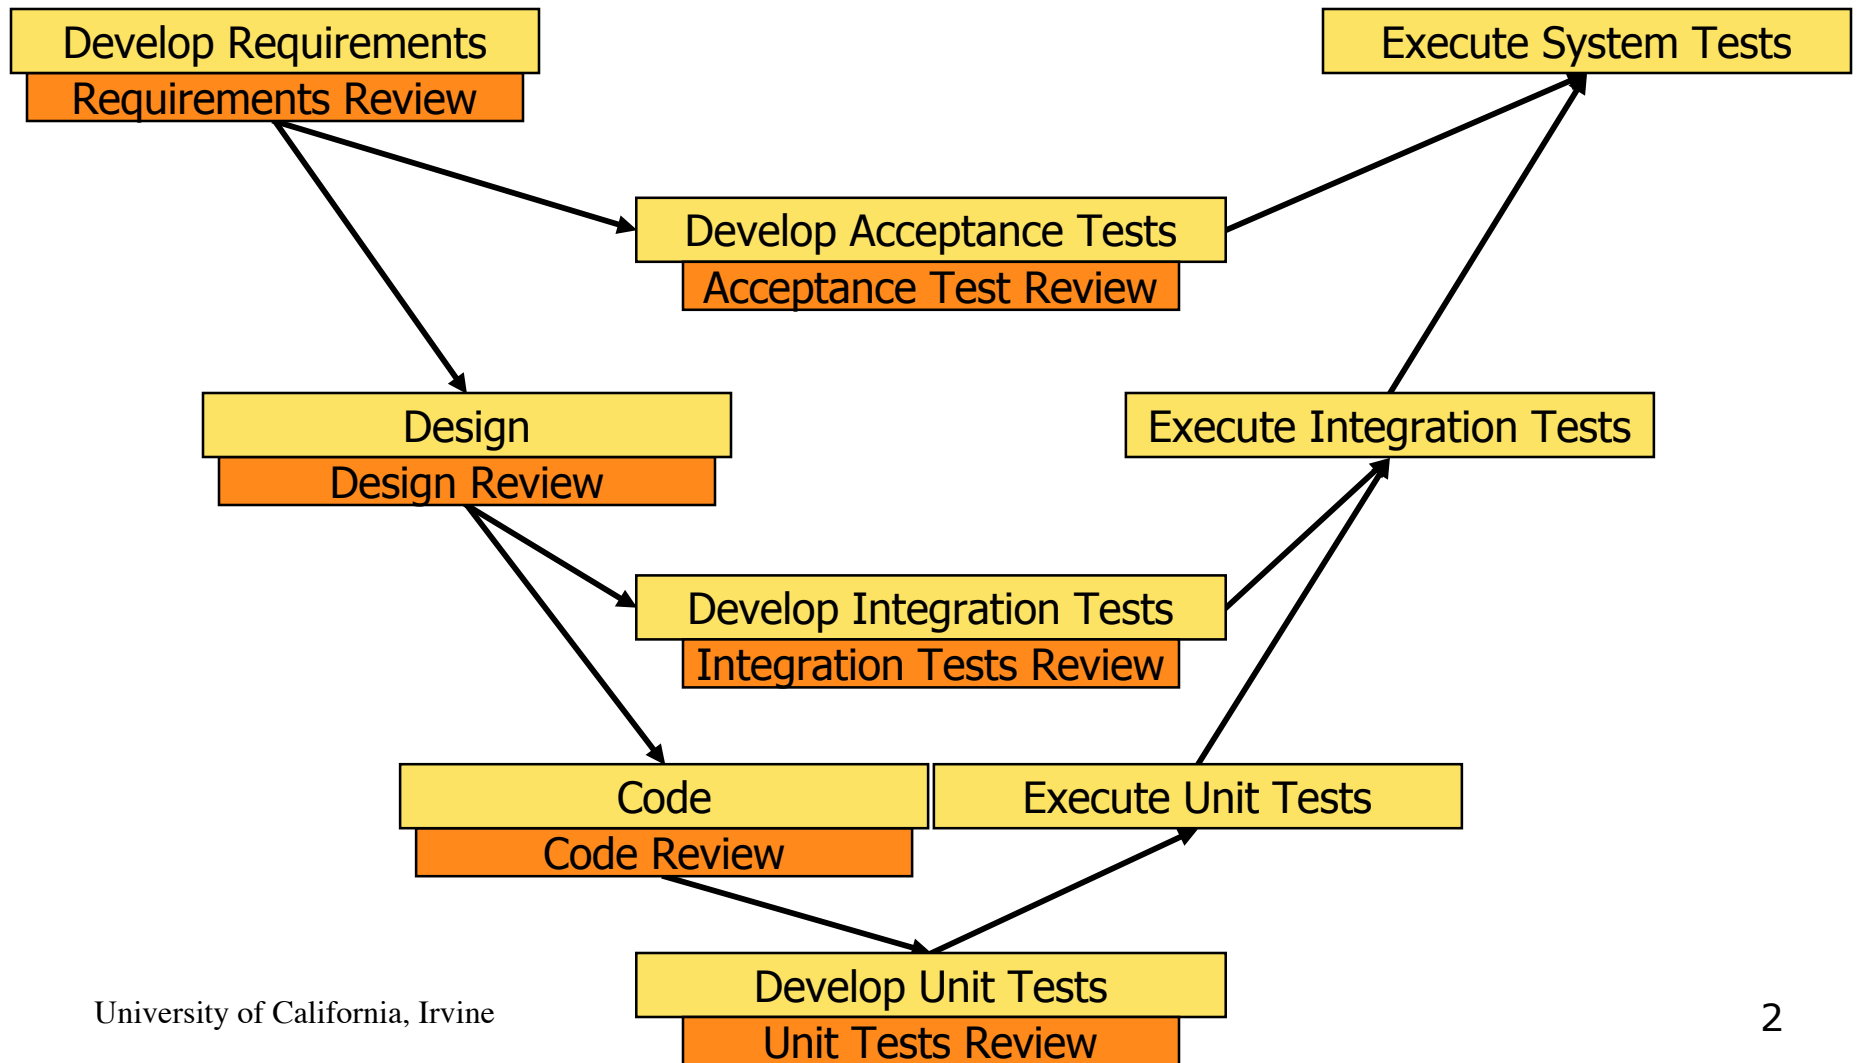 Develop Requirements
Requirements Review
Execute System Tests
Develop Acceptance Tests
Acceptance Test Review
Design
Design Review
Execute Integration Tests
Develop Integration Tests
Integration Tests Review
Code
Code Review
Execute Unit Tests
Develop Unit Tests
Unit Tests Review
University of California, Irvine
2